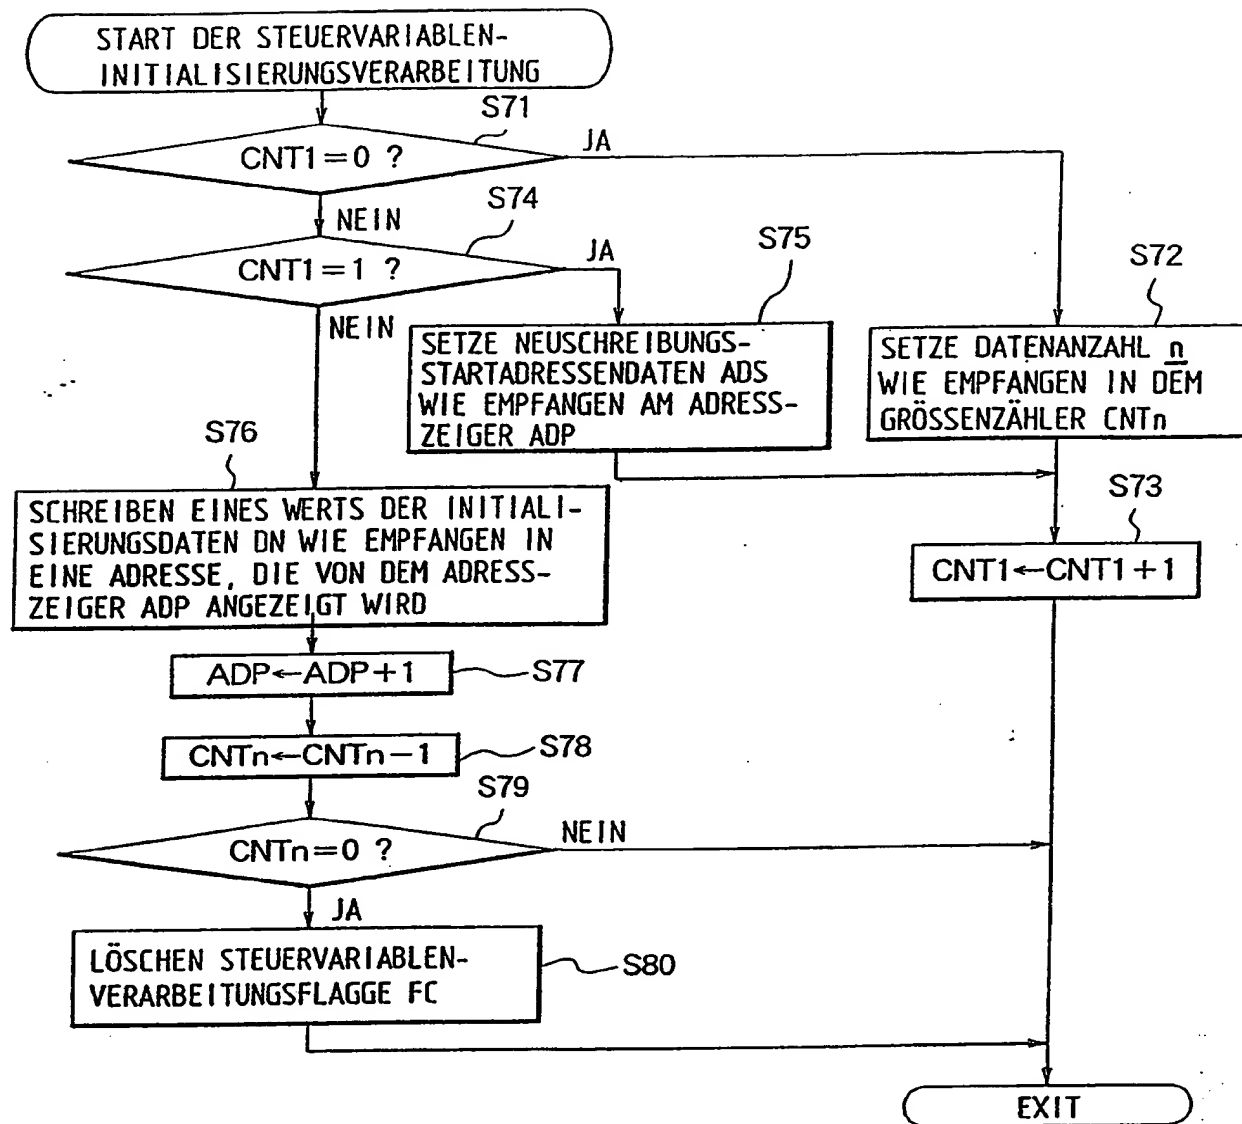 START DER STEUERVARIABLEN-
INITIALISIERUNGSVERARBEITUNG
S71
CNT1=0 ?
JA
NEIN
S74
CNT1=1 ?
JA
NEIN
S75
SETZE NEUSCHREIBUNGS-
STARTADRESSENDATEN ADS
WIE EMPFANGEN AM ADRESS-
ZEIGER ADP
S72
SETZE DATENANZAHL n
WIE EMPFANGEN IN DEM
GRÖSSENZÄHLER CNTn
S73
CNT1←CNT1+1
S76
SCHREIBEN EINES WERTS DER INITIALI-
SIERUNGSDATEN DN WIE EMPFANGEN IN
EINE ADRESSE, DIE VON DEM ADRESS-
ZEIGER ADP ANGEZEIGT WIRD
ADP←ADP+1
S77
CNTn←CNTn−1
S78
S79
CNTn=0 ?
NEIN
JA
LÖSCHEN STEUERVARIABLEN-
VERARBEITUNGSFLAGGE FC
S80
EXIT